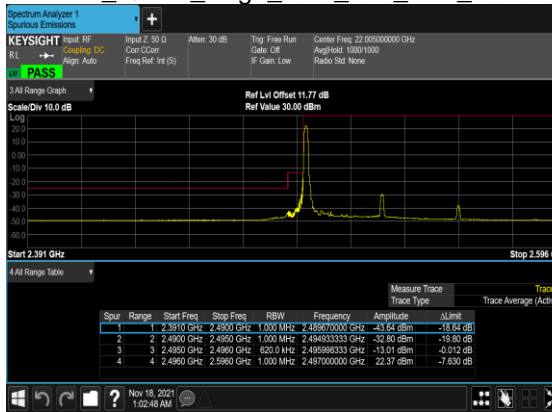 Spectrum Analyzer 1
Spurious Emissions
+
KEYSIGHT Input: RF Input Z: 50 Ω Atten: 30 dB Trig: Free Run Center Freq: 22.005000000 GHz
RL Coupling: DC Corr CCorr Gate: Off Avg|Hold: 1000/1000
Align: Auto Freq Ref: Int (S) IF Gain: Low Radio Std: None
PASS
3 All Range Graph
Ref Lvl Offset 11.77 dB
Scale/Div 10.0 dB Ref Value 30.00 dBm
Log
20.0
10.0
0.00
-10.0
-20.0
-30.0
-40.0
-50.0
-60.0
Start 2.391 GHz Stop 2.596
4 All Range Table
Measure Trace Trace
Trace Type Trace Average (Activ
Spur Range Start Freq Stop Freq RBW Frequency Amplitude ΔLimit
1 1 2.3910 GHz 2.4900 GHz 1.000 MHz 2.489670000 GHz -43.64 dBm -18.64 dB
2 2 2.4900 GHz 2.4950 GHz 1.000 MHz 2.494933333 GHz -32.80 dBm -19.80 dB
3 3 2.4950 GHz 2.4960 GHz 620.0 kHz 2.495998333 GHz -13.01 dBm -0.012 dB
4 4 2.4960 GHz 2.5960 GHz 1.000 MHz 2.497000000 GHz 22.37 dBm -7.630 dB
? Nov 18, 2021
1:02:48 AM